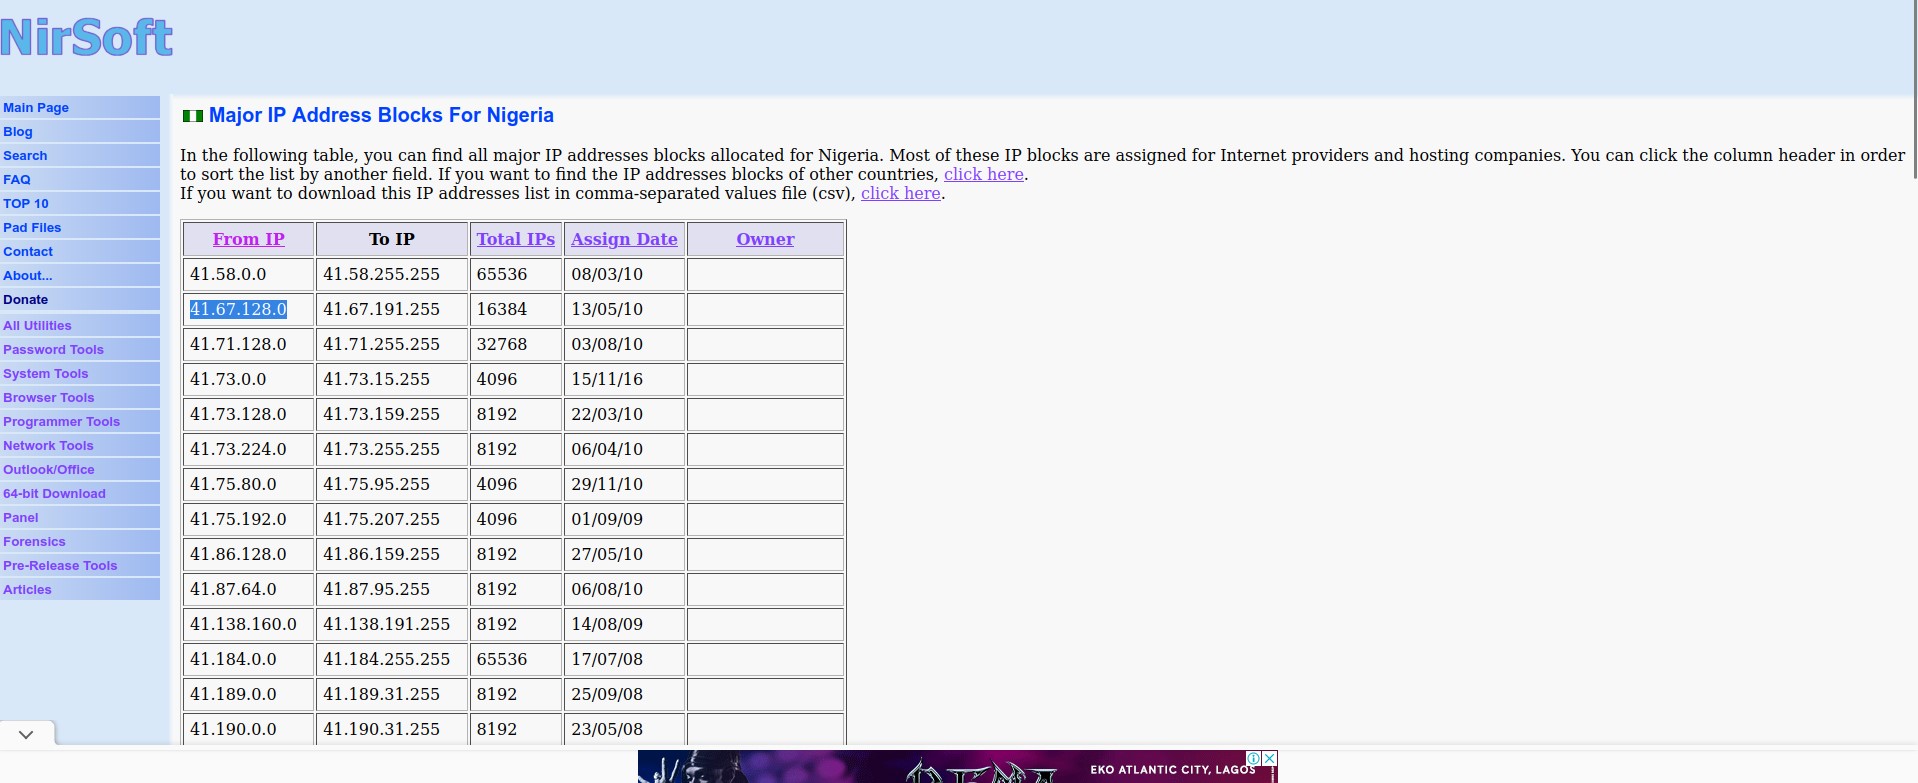 NirSoft
Main Page
Blog
Search
FAQ
TOP 10
Pad Files
Contact
About...
Donate
All Utilities
Password Tools
System Tools
Browser Tools
Programmer Tools
Network Tools
Outlook/Office
64-bit Download
Panel
Forensics
Pre-Release Tools
Articles
Major IP Address Blocks For Nigeria
In the following table, you can find all major IP addresses blocks allocated for Nigeria. Most of these IP blocks are assigned for Internet providers and hosting companies. You can click the column header in order
to sort the list by another field. If you want to find the IP addresses blocks of other countries, click here.
If you want to download this IP addresses list in comma-separated values file (csv), click here.
From IP To IP Total IPs Assign Date Owner
41.58.0.0 41.58.255.255 65536 08/03/10
41.67.128.0 41.67.191.255 16384 13/05/10
41.71.128.0 41.71.255.255 32768 03/08/10
41.73.0.0 41.73.15.255 4096 15/11/16
41.73.128.0 41.73.159.255 8192 22/03/10
41.73.224.0 41.73.255.255 8192 06/04/10
41.75.80.0 41.75.95.255 4096 29/11/10
41.75.192.0 41.75.207.255 4096 01/09/09
41.86.128.0 41.86.159.255 8192 27/05/10
41.87.64.0 41.87.95.255 8192 06/08/10
41.138.160.0 41.138.191.255 8192 14/08/09
41.184.0.0 41.184.255.255 65536 17/07/08
41.189.0.0 41.189.31.255 8192 25/09/08
41.190.0.0 41.190.31.255 8192 23/05/08
EKO ATLANTIC CITY, LAGOS